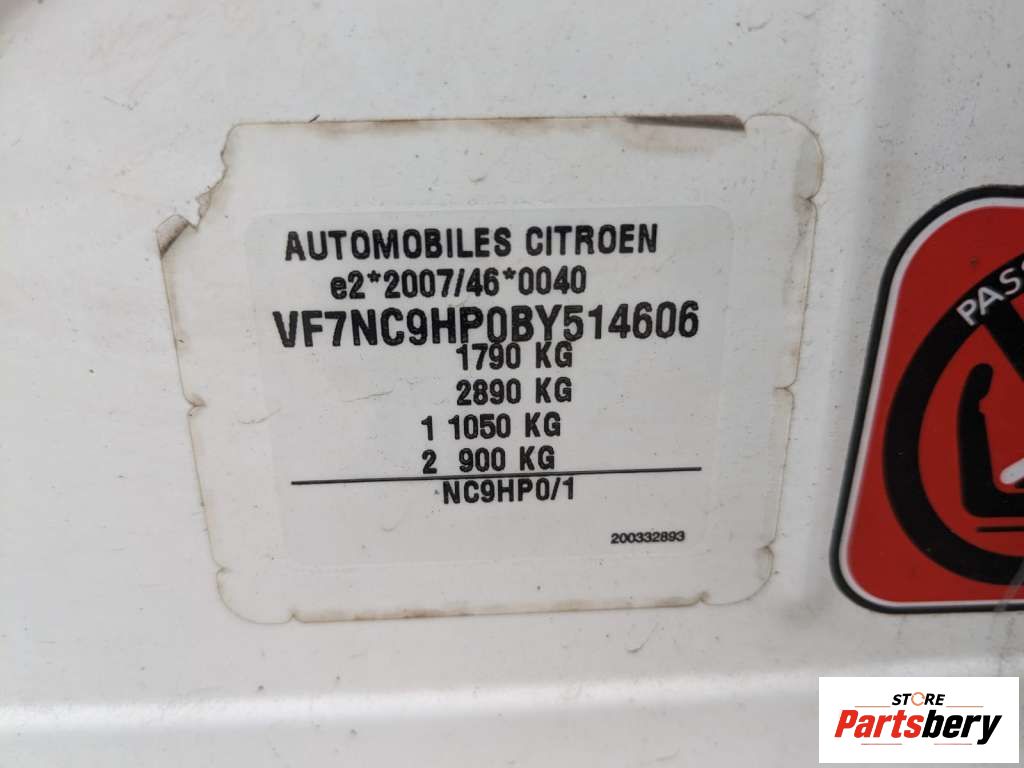 AUTOMOBILES CITROEN
e2*2007/46*0040
VF7NC9HP0BY514606
1790 KG
2890 KG
1 1050 KG
2 900 KG
NC9HP0/1
200332893
PASS
STORE
Partsbery